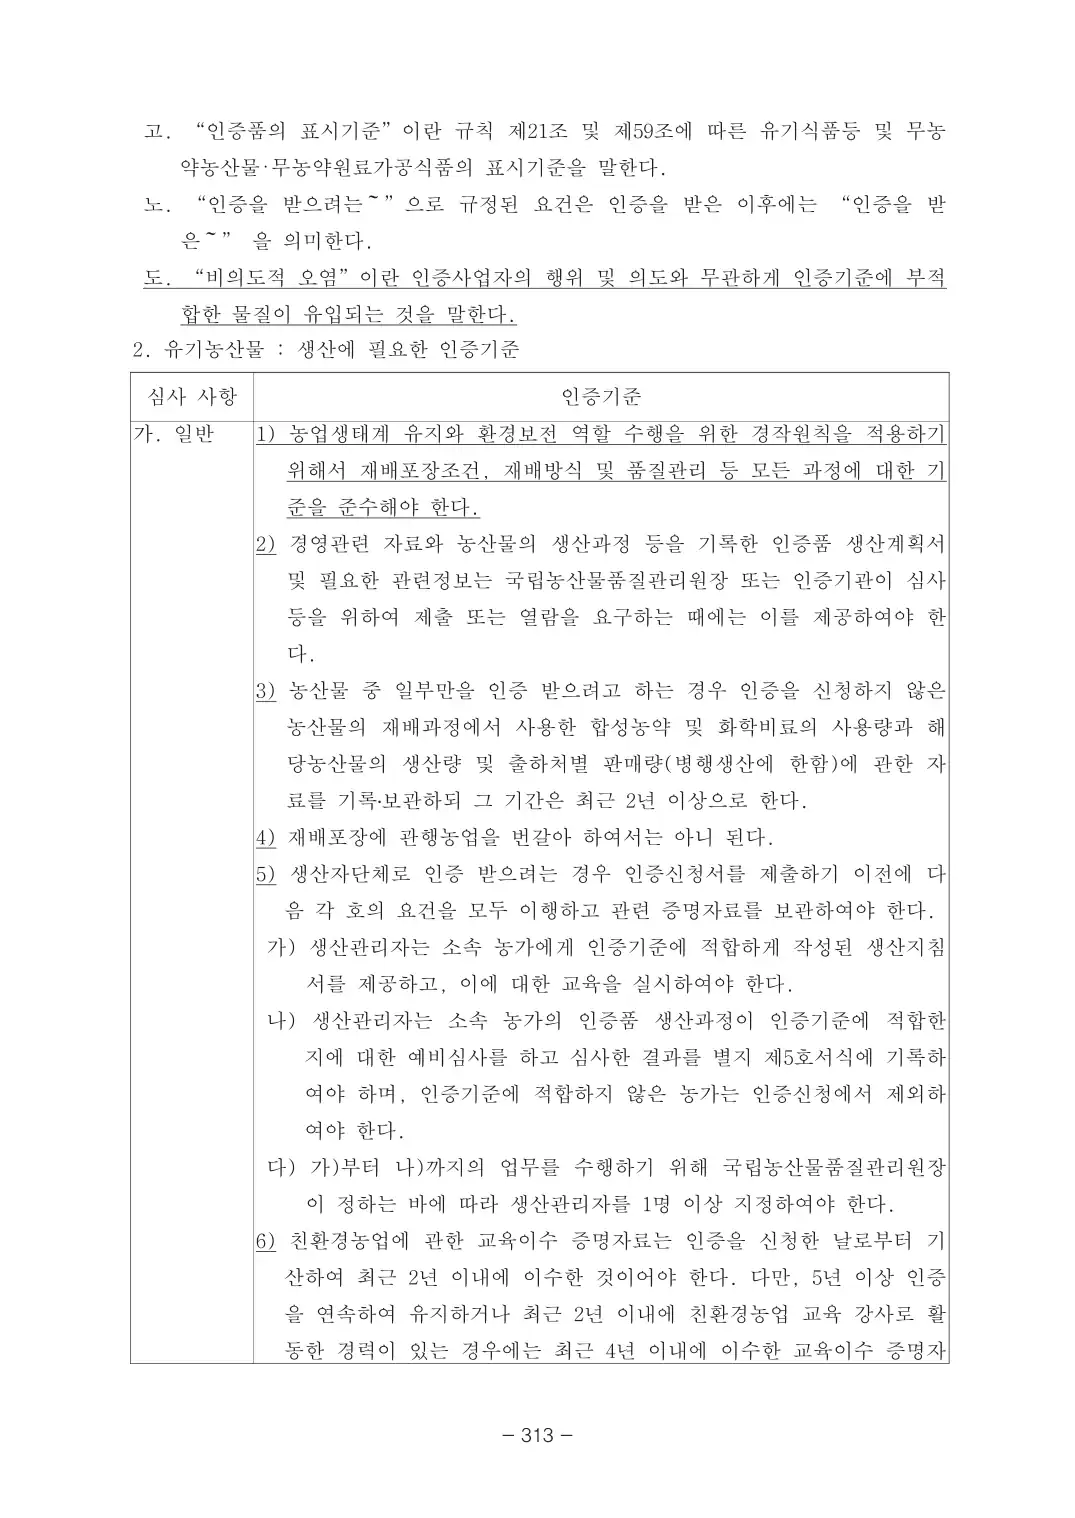 고. “인증품의 표시기준”이란 규칙 제21조 및 제59조에 따른 유기식품등 및 무농
약농산물·무농약원료가공식품의 표시기준을 말한다.
노. “인증을 받으려는~”으로 규정된 요건은 인증을 받은 이후에는 “인증을 받
은~” 을 의미한다.
도. “비의도적 오염”이란 인증사업자의 행위 및 의도와 무관하게 인증기준에 부적
합한 물질이 유입되는 것을 말한다.
2. 유기농산물 : 생산에 필요한 인증기준
심사 사항 인증기준
가. 일반 1) 농업생태계 유지와 환경보전 역할 수행을 위한 경작원칙을 적용하기
위해서 재배포장조건, 재배방식 및 품질관리 등 모든 과정에 대한 기
준을 준수해야 한다.
2) 경영관련 자료와 농산물의 생산과정 등을 기록한 인증품 생산계획서
및 필요한 관련정보는 국립농산물품질관리원장 또는 인증기관이 심사
등을 위하여 제출 또는 열람을 요구하는 때에는 이를 제공하여야 한
다.
3) 농산물 중 일부만을 인증 받으려고 하는 경우 인증을 신청하지 않은
농산물의 재배과정에서 사용한 합성농약 및 화학비료의 사용량과 해
당농산물의 생산량 및 출하처별 판매량(병행생산에 한함)에 관한 자
료를 기록·보관하되 그 기간은 최근 2년 이상으로 한다.
4) 재배포장에 관행농업을 번갈아 하여서는 아니 된다.
5) 생산자단체로 인증 받으려는 경우 인증신청서를 제출하기 이전에 다
음 각 호의 요건을 모두 이행하고 관련 증명자료를 보관하여야 한다.
가) 생산관리자는 소속 농가에게 인증기준에 적합하게 작성된 생산지침
서를 제공하고, 이에 대한 교육을 실시하여야 한다.
나) 생산관리자는 소속 농가의 인증품 생산과정이 인증기준에 적합한
지에 대한 예비심사를 하고 심사한 결과를 별지 제5호서식에 기록하
여야 하며, 인증기준에 적합하지 않은 농가는 인증신청에서 제외하
여야 한다.
다) 가)부터 나)까지의 업무를 수행하기 위해 국립농산물품질관리원장
이 정하는 바에 따라 생산관리자를 1명 이상 지정하여야 한다.
6) 친환경농업에 관한 교육이수 증명자료는 인증을 신청한 날로부터 기
산하여 최근 2년 이내에 이수한 것이어야 한다. 다만, 5년 이상 인증
을 연속하여 유지하거나 최근 2년 이내에 친환경농업 교육 강사로 활
동한 경력이 있는 경우에는 최근 4년 이내에 이수한 교육이수 증명자
- 313 -